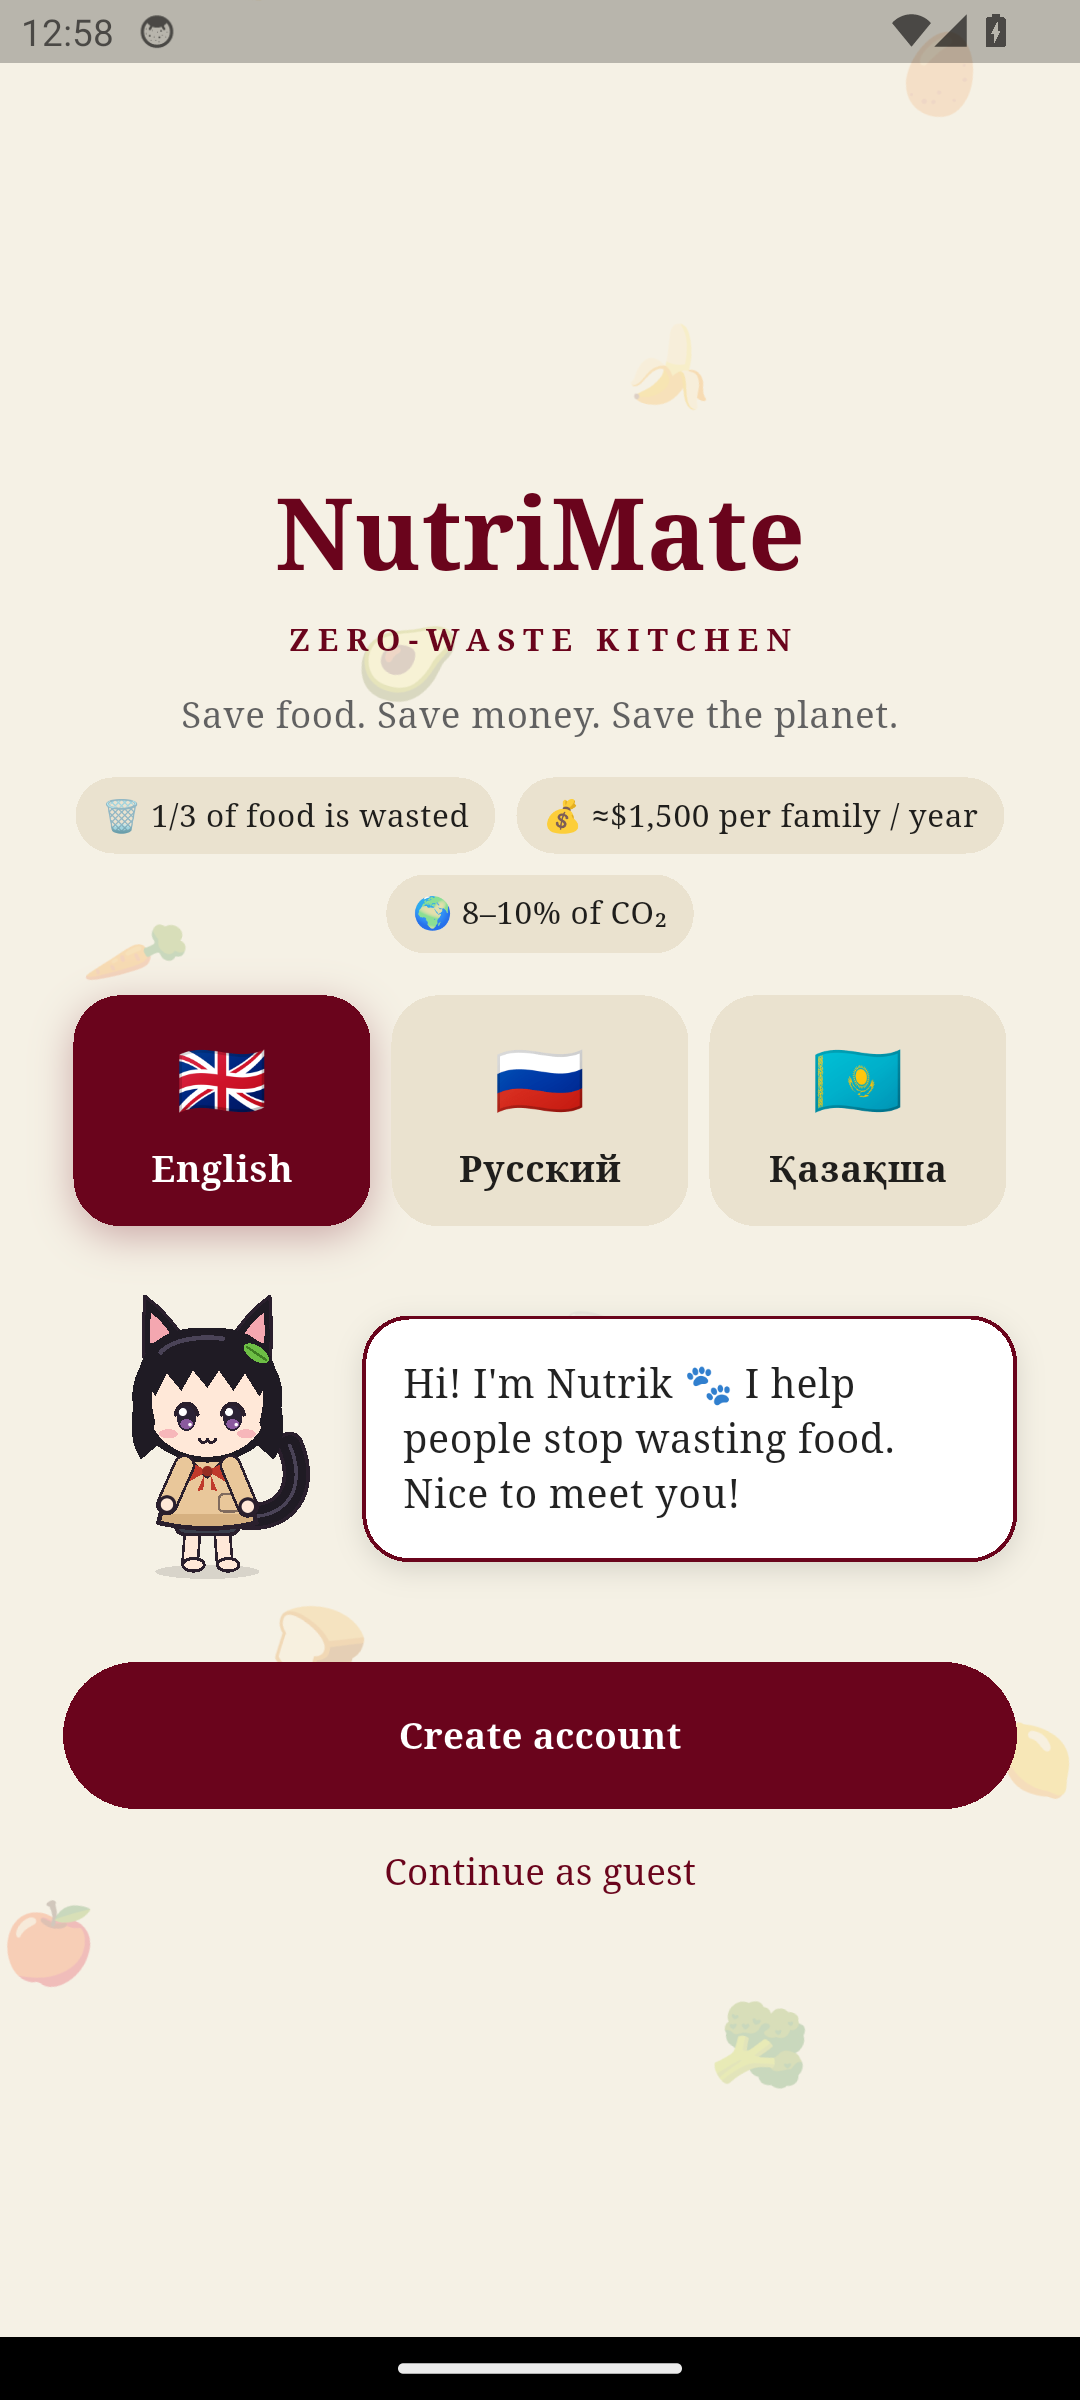 12:58
NutriMate
ZERO-WASTE KITCHEN
Save food. Save money. Save the planet.
🗑️ 1/3 of food is wasted
💰 ≈$1,500 per family / year
🌍 8–10% of CO₂
English
Русский
Қазақша
Hi! I'm Nutrik 🐾 I help
people stop wasting food.
Nice to meet you!
Create account
Continue as guest